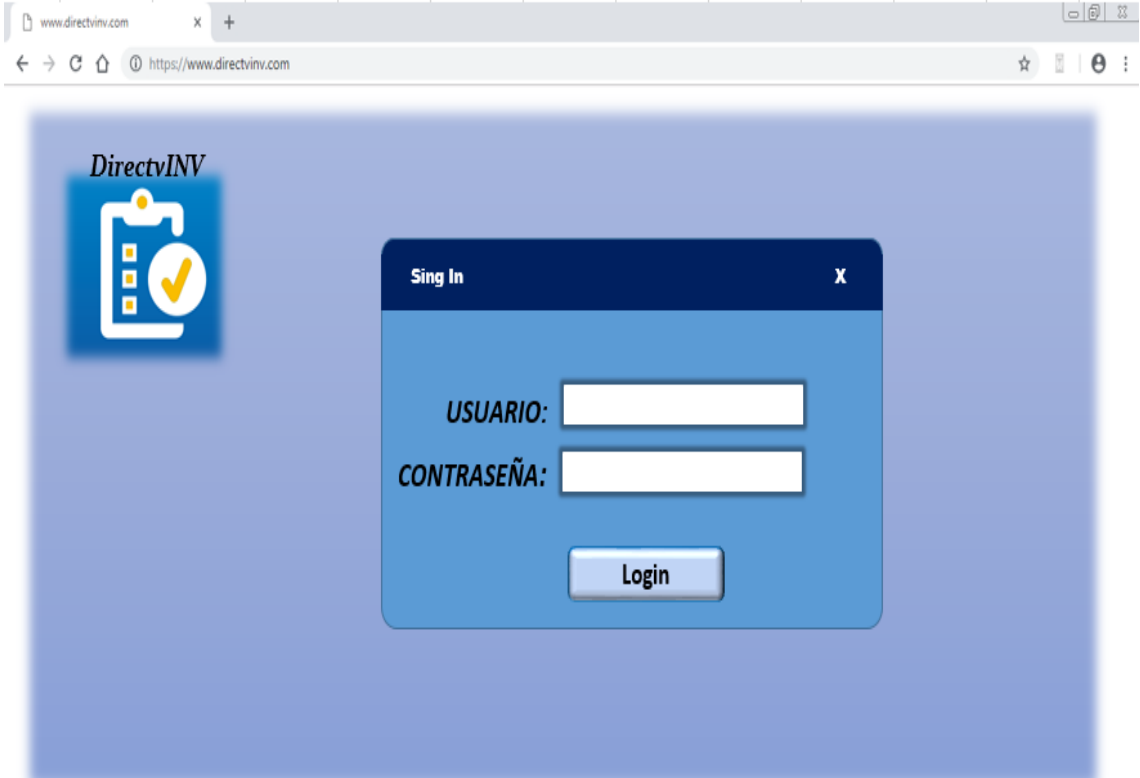 www.directvinv.com
https://www.directvinv.com
DirectvINV
Sing In X
USUARIO:
CONTRASEÑA:
Login